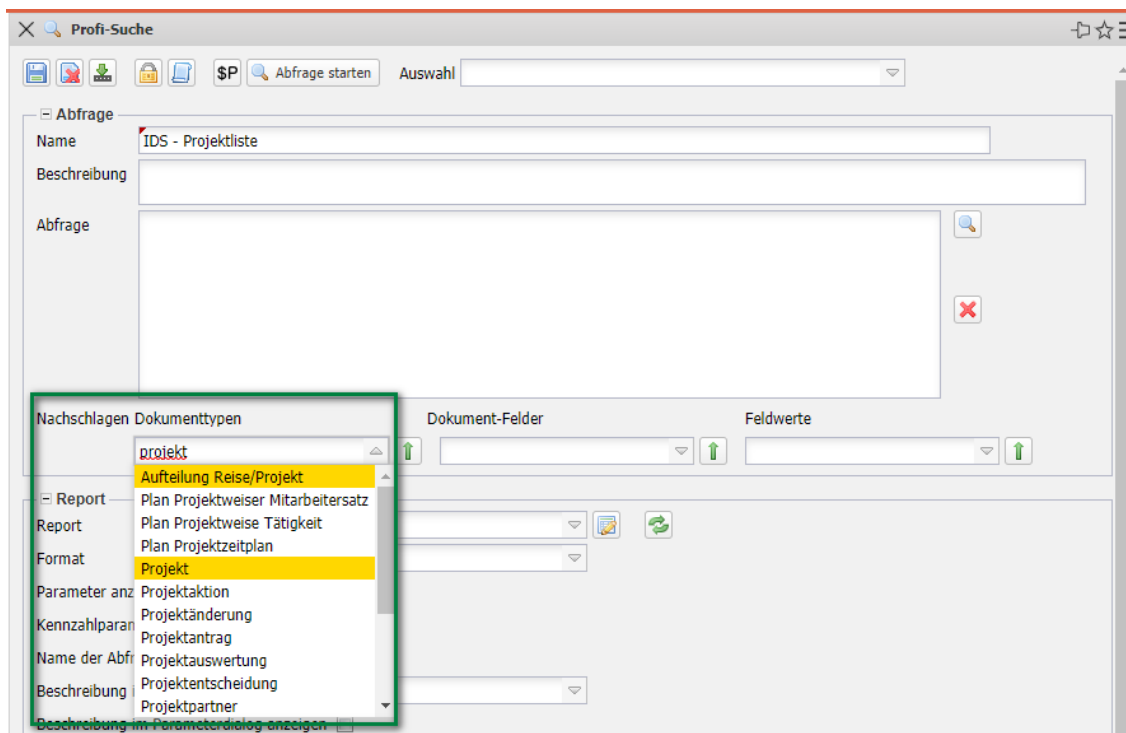 Profi-Suche
$P Abfrage starten Auswahl
Abfrage
Name IDS - Projektliste
Beschreibung
Abfrage
Nachschlagen Dokumenttypen Dokument-Felder Feldwerte
projekt
Aufteilung Reise/Projekt
Report Plan Projektweiser Mitarbeitersatz
Report Plan Projektweise Tätigkeit
Plan Projektzeitplan
Format Projekt
Parameter anz Projektaktion
Projektänderung
Kennzahlparan Projektantrag
Name der Abfr Projektauswertung
Beschreibung i Projektentscheidung
Projektpartner
Beschreibung im Parameterdialog anzeigen